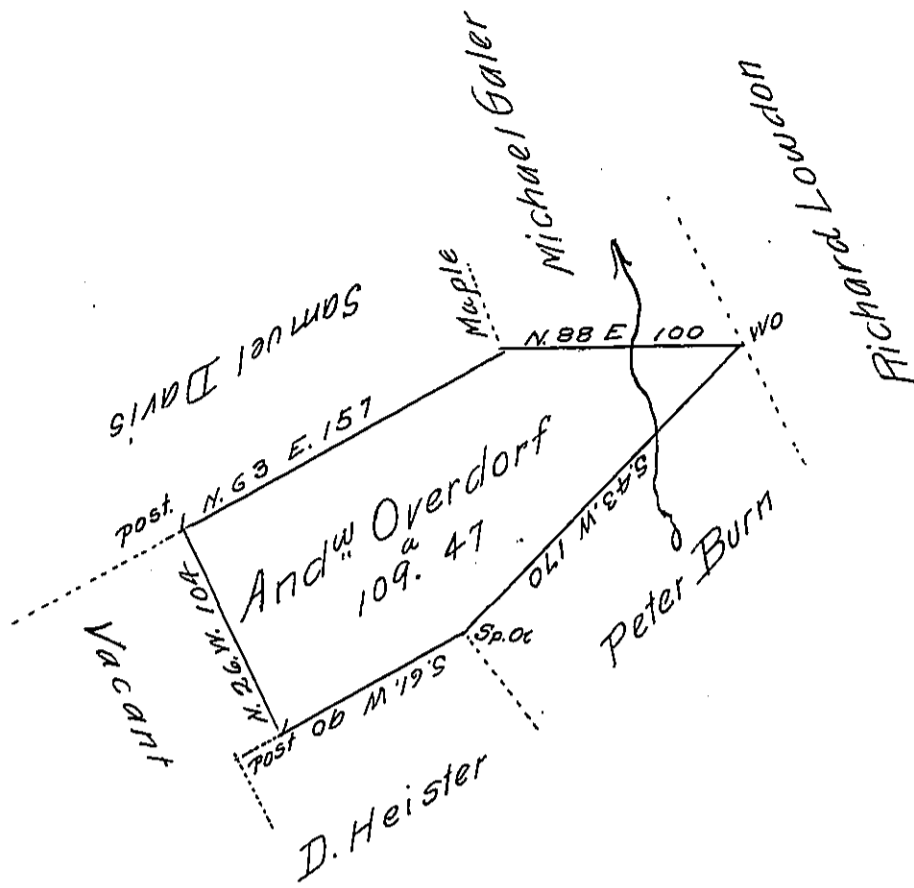 Michael Galer
Richard Lowdon
Samuel Davis
Maple
N. 88 E 100
WO
post.
N. 63 E. 157
And.w Overdorf
109. a 47
S.43.W 170
Peter Burn
Sp.Oc
Vacant
N. 26.W. 104
S.61.W 90
post
D. Heister